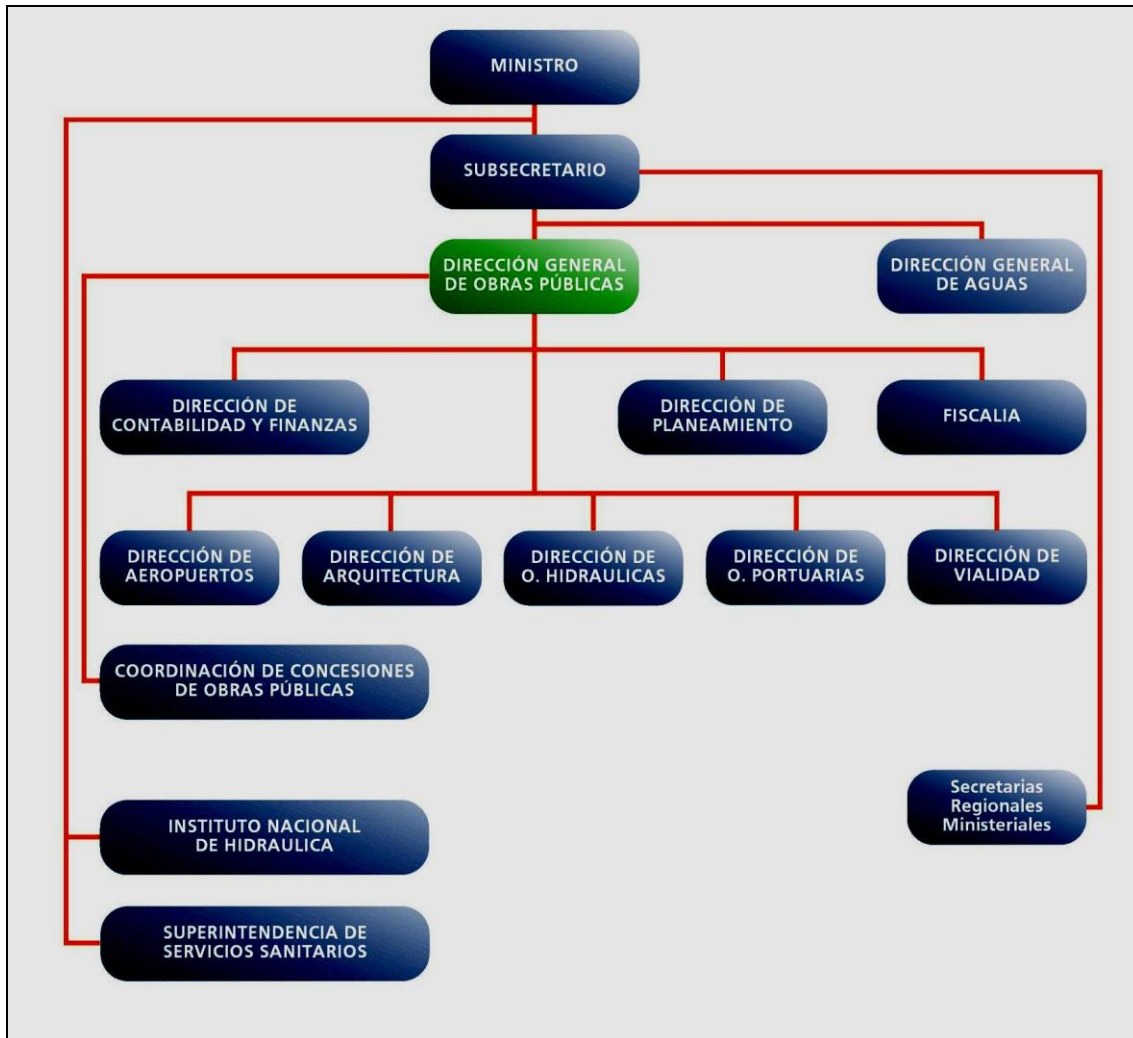 MINISTRO
SUBSECRETARIO
DIRECCIÓN GENERAL
DE OBRAS PÚBLICAS
DIRECCIÓN GENERAL
DE AGUAS
DIRECCIÓN DE
CONTABILIDAD Y FINANZAS
DIRECCIÓN DE
PLANEAMIENTO
FISCALIA
DIRECCIÓN DE
AEROPUERTOS
DIRECCIÓN DE
ARQUITECTURA
DIRECCIÓN DE
O. HIDRAULICAS
DIRECCIÓN DE
O. PORTUARIAS
DIRECCIÓN DE
VIALIDAD
COORDINACIÓN DE CONCESIONES
DE OBRAS PÚBLICAS
Secretarias
Regionales
Ministeriales
INSTITUTO NACIONAL
DE HIDRAULICA
SUPERINTENDENCIA DE
SERVICIOS SANITARIOS